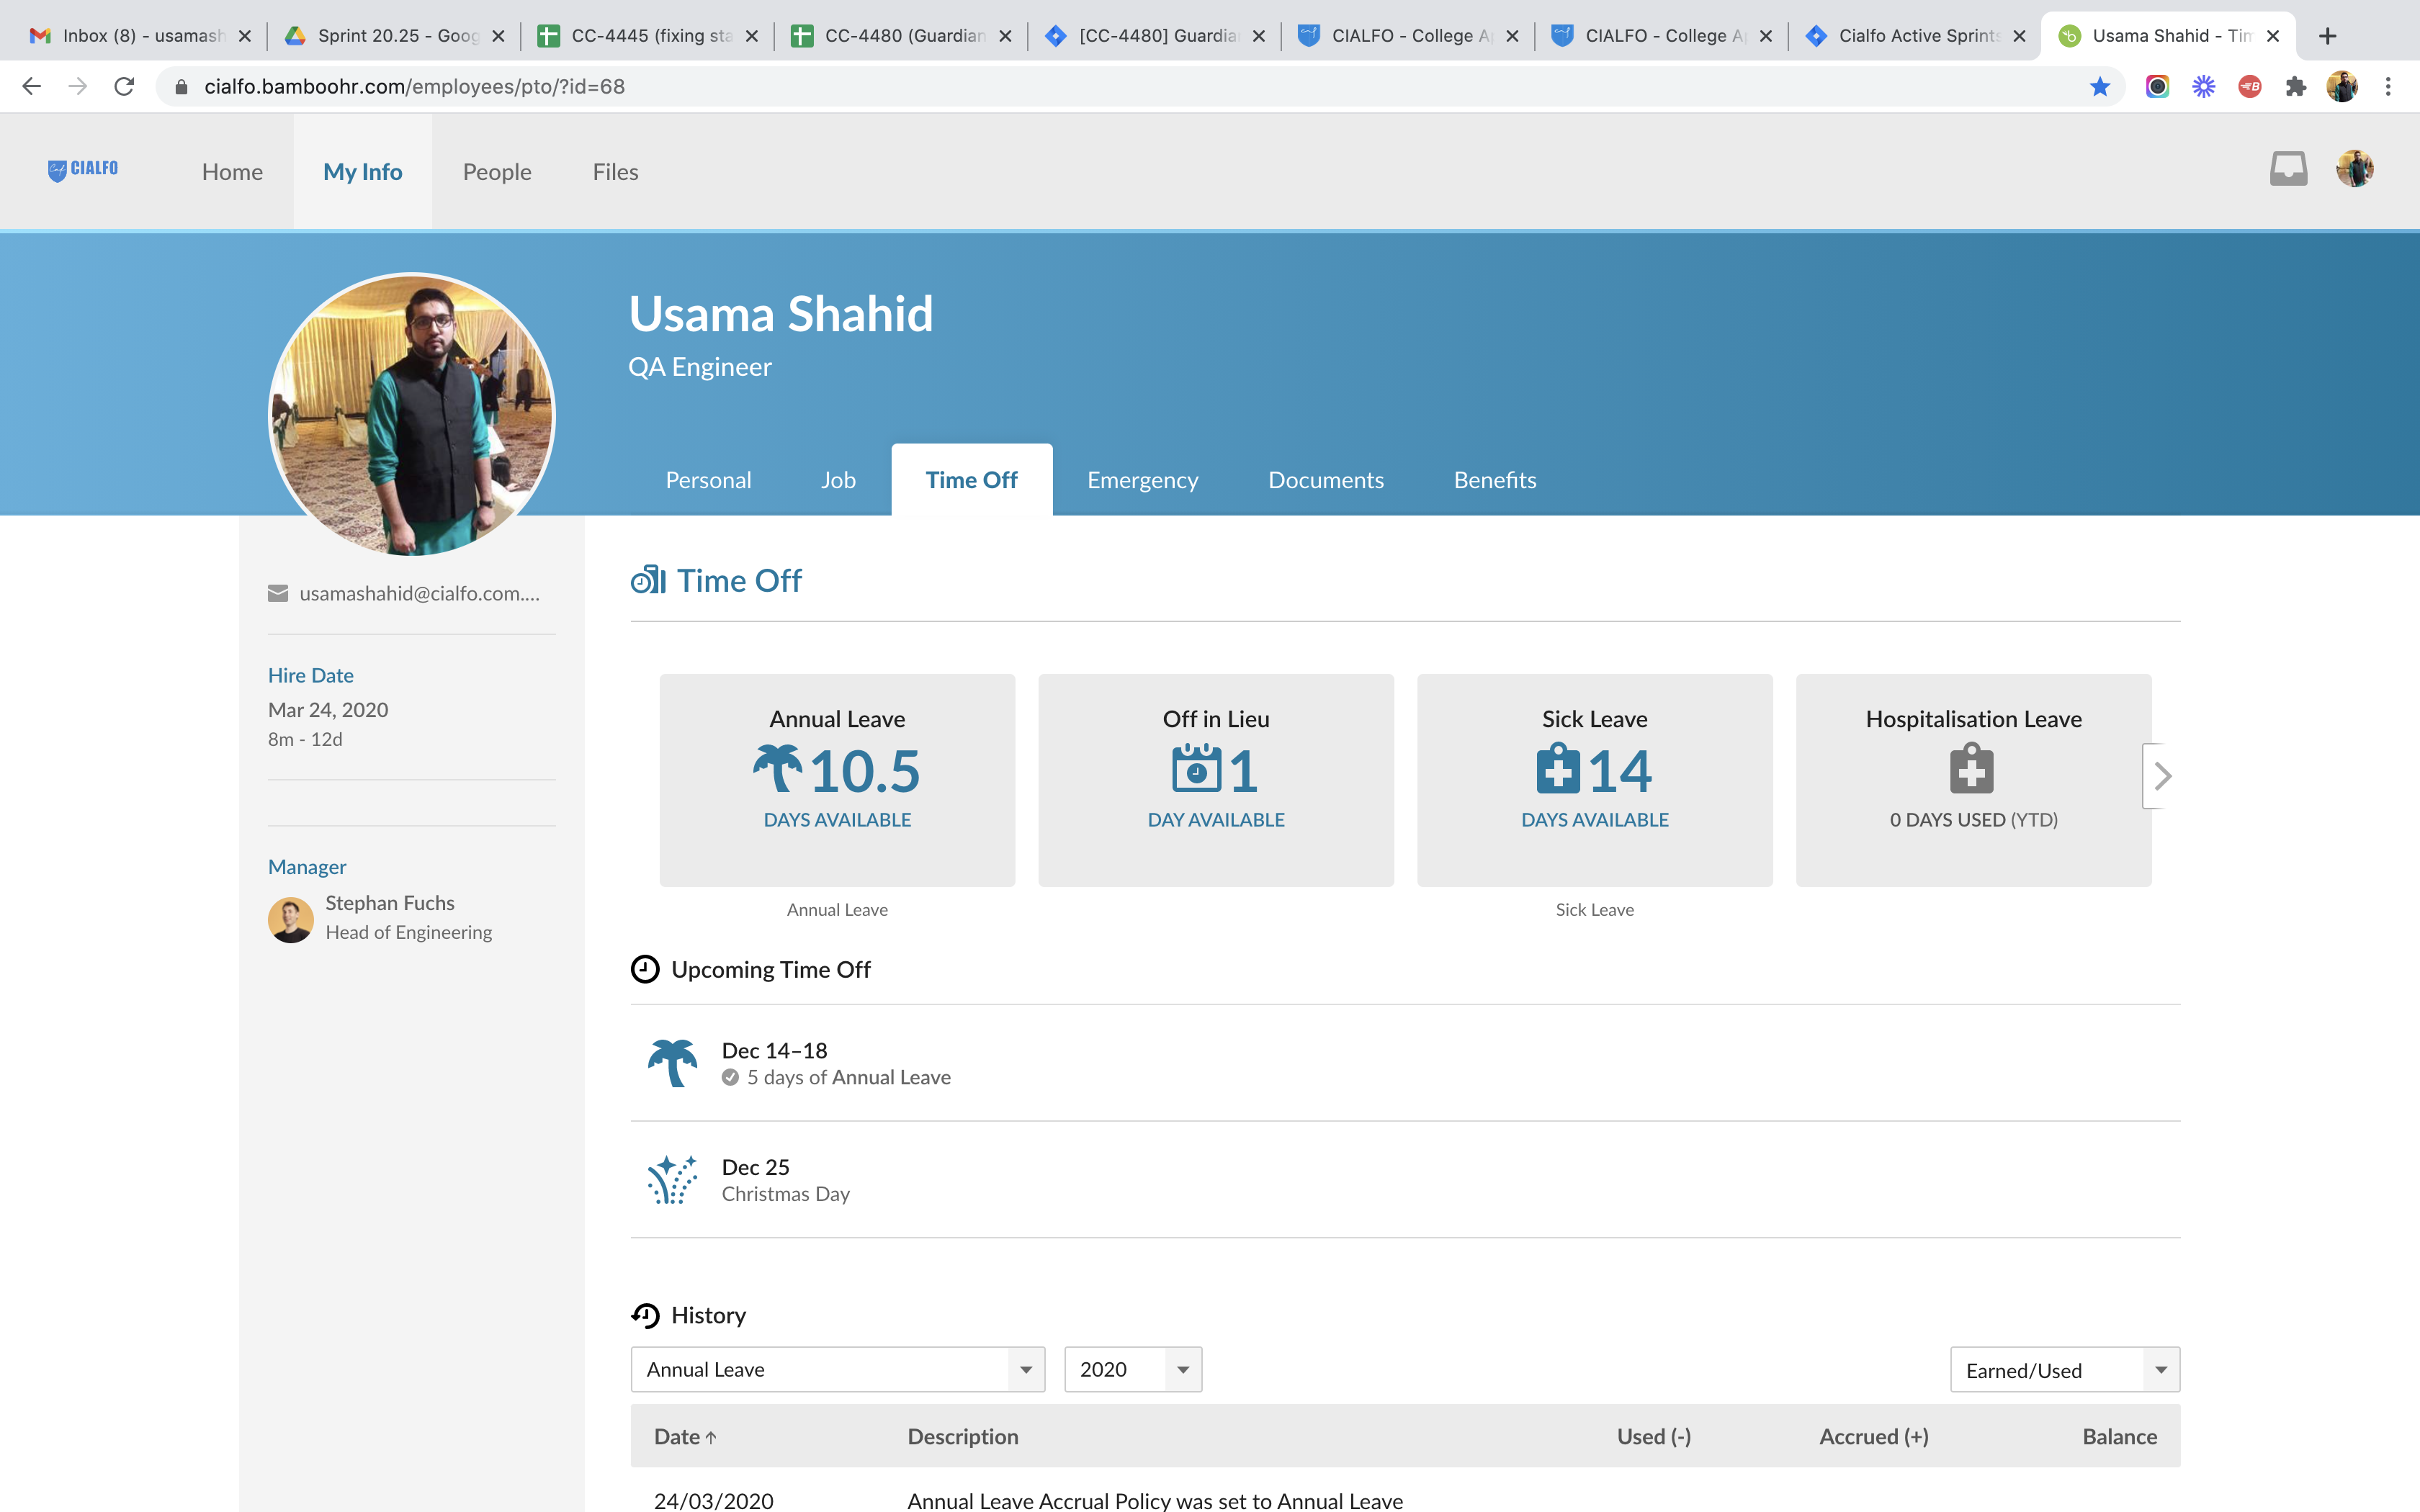 Inbox (8) - usamash
Sprint 20.25 - Goog
CC-4445 (fixing sta
CC-4480 (Guardian
[CC-4480] Guardia
CIALFO - College A
CIALFO - College A
Cialfo Active Sprints
Usama Shahid - Tim
cialfo.bamboohr.com/employees/pto/?id=68
CIALFO
Home
My Info
People
Files
Usama Shahid
QA Engineer
Personal
Job
Time Off
Emergency
Documents
Benefits
usamashahid@cialfo.com....
Hire Date
Mar 24, 2020
8m - 12d
Manager
Stephan Fuchs
Head of Engineering
Time Off
Annual Leave
10.5
DAYS AVAILABLE
Annual Leave
Off in Lieu
1
DAY AVAILABLE
Sick Leave
14
DAYS AVAILABLE
Sick Leave
Hospitalisation Leave
0 DAYS USED (YTD)
Upcoming Time Off
Dec 14–18
5 days of Annual Leave
Dec 25
Christmas Day
History
Annual Leave
2020
Earned/Used
Date ↑ Description Used (-) Accrued (+) Balance
24/03/2020 Annual Leave Accrual Policy was set to Annual Leave